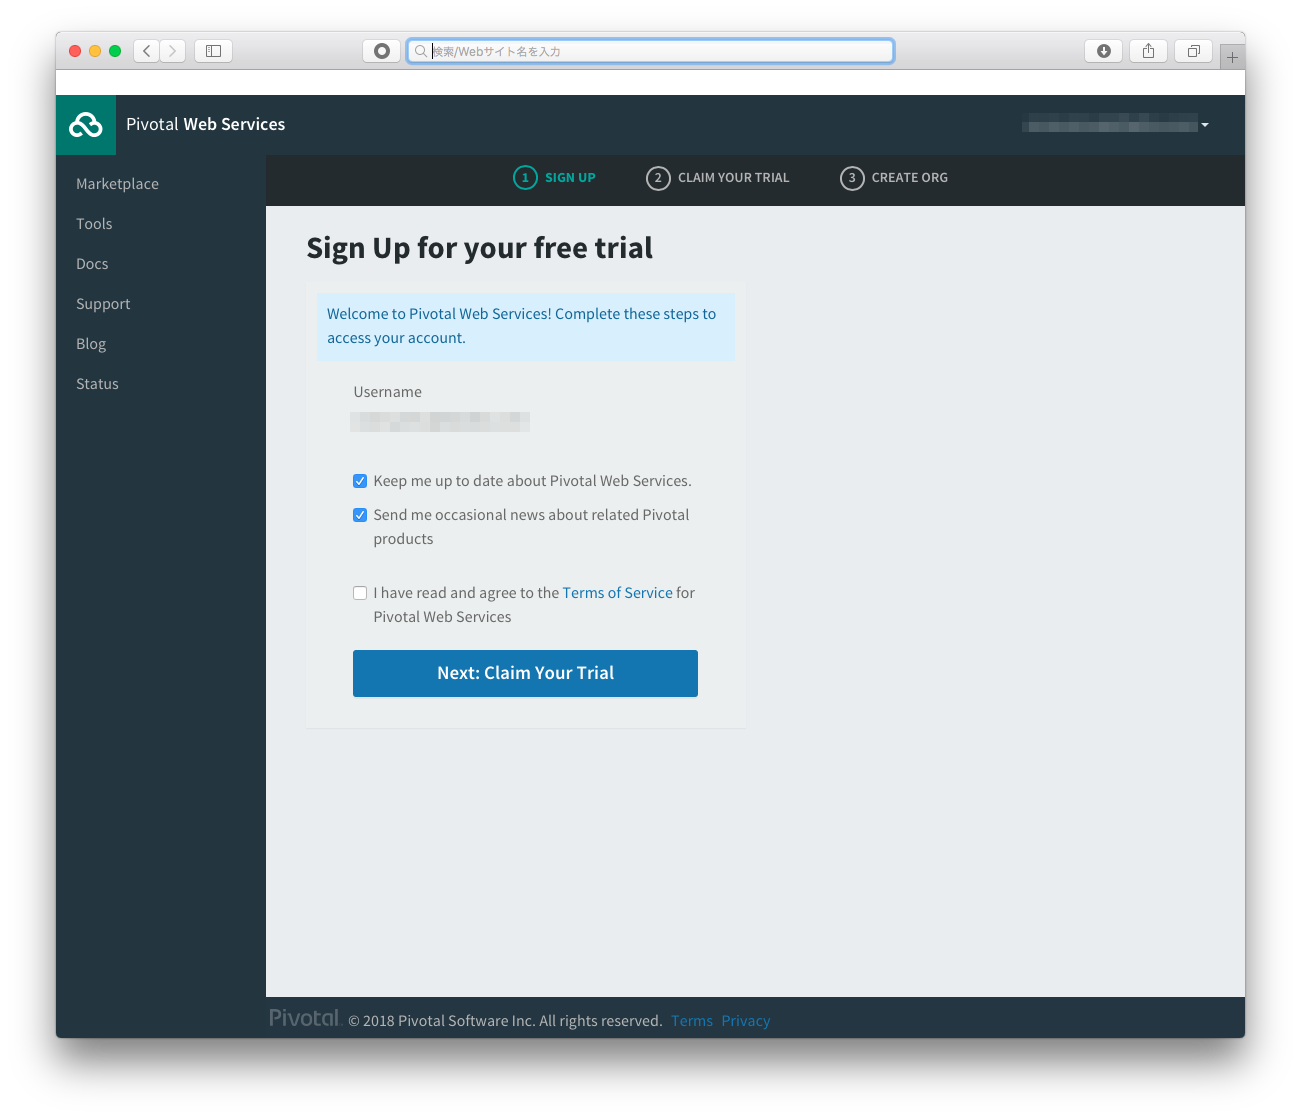 検索/Webサイト名を入力
Pivotal Web Services
Marketplace
Tools
Docs
Support
Blog
Status
1 SIGN UP
2 CLAIM YOUR TRIAL
3 CREATE ORG
Sign Up for your free trial
Welcome to Pivotal Web Services! Complete these steps to
access your account.
Username
Keep me up to date about Pivotal Web Services.
Send me occasional news about related Pivotal
products
I have read and agree to the Terms of Service for
Pivotal Web Services
Next: Claim Your Trial
Pivotal. © 2018 Pivotal Software Inc. All rights reserved. Terms Privacy